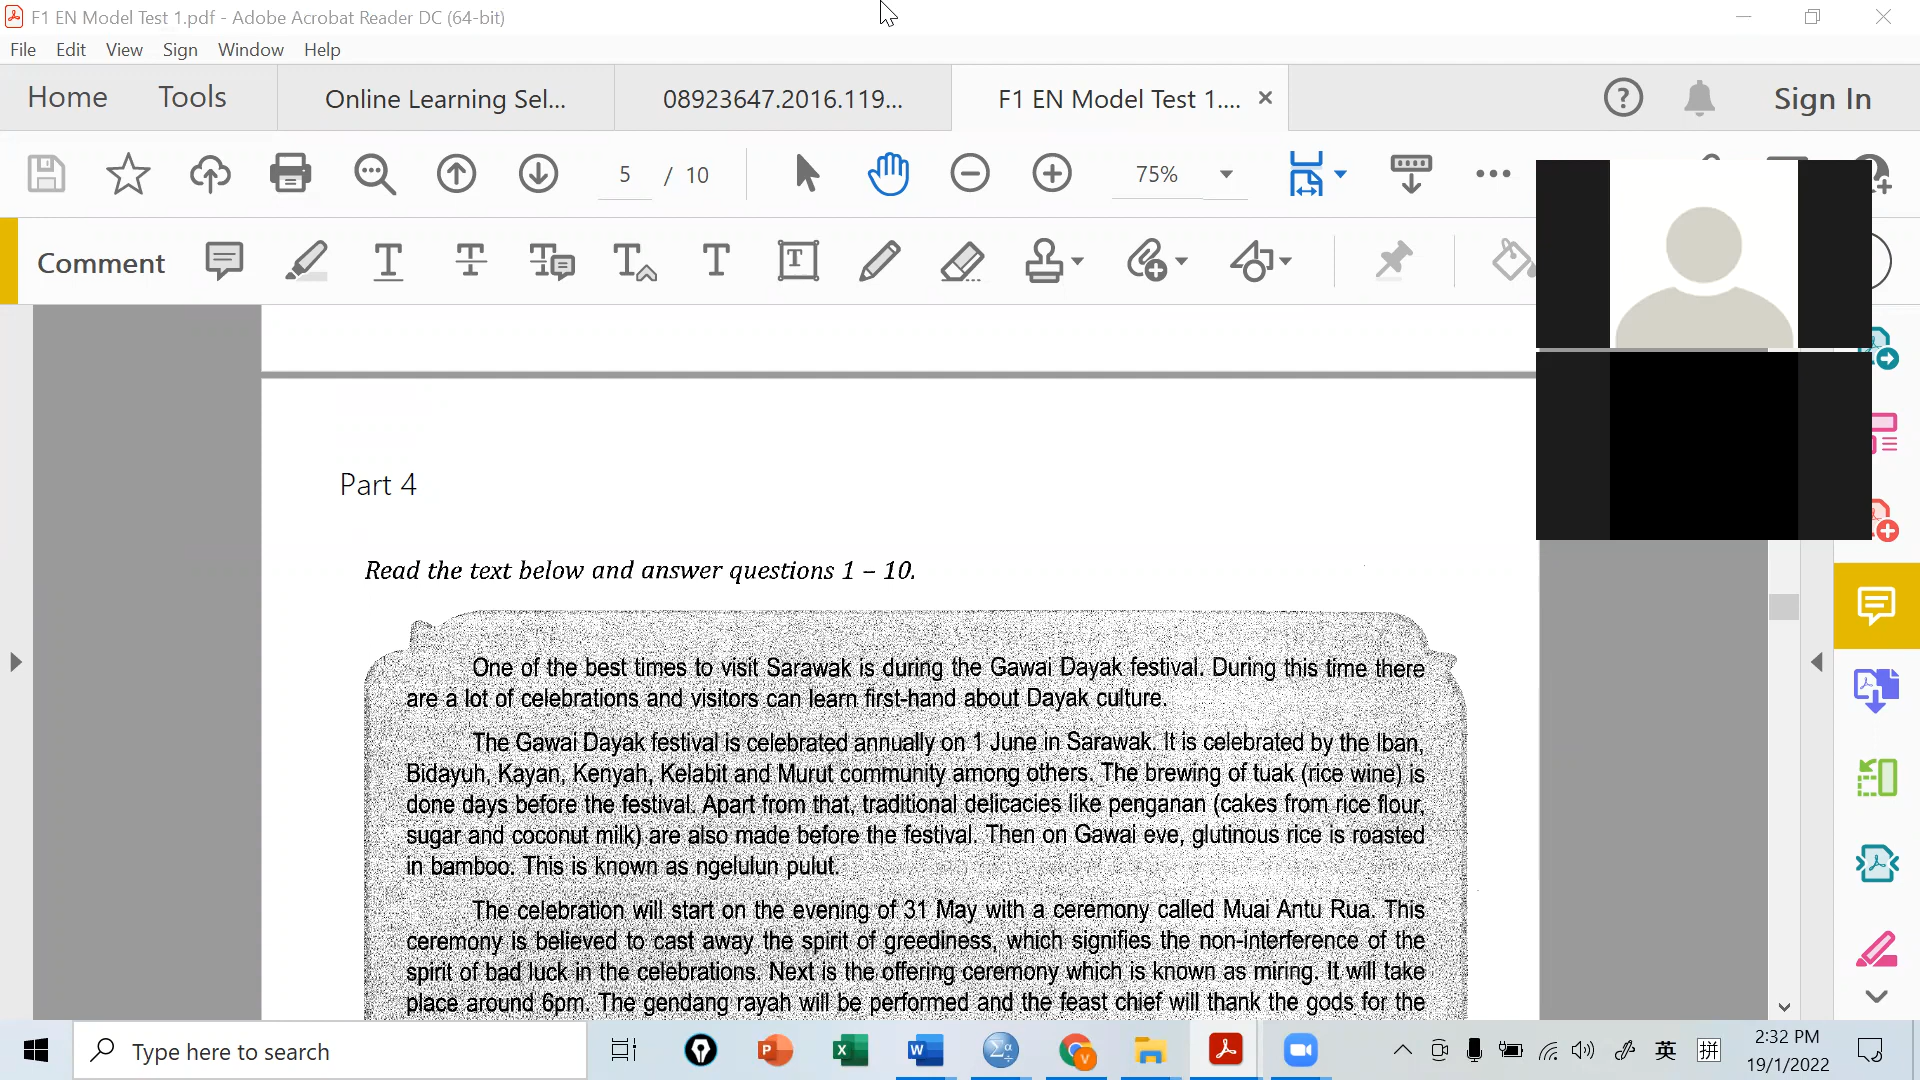 F1 EN Model Test 1.pdf - Adobe Acrobat Reader DC (64-bit)
File Edit View Sign Window Help
Home Tools Online Learning Sel... 08923647.2016.119... F1 EN Model Test 1.... Sign In
5 / 10 75%
Comment
Part 4
Read the text below and answer questions 1 – 10.
One of the best times to visit Sarawak is during the Gawai Dayak festival. During this time there
are a lot of celebrations and visitors can learn first-hand about Dayak culture.
The Gawai Dayak festival is celebrated annually on 1 June in Sarawak. It is celebrated by the Iban,
Bidayuh, Kayan, Kenyah, Kelabit and Murut community among others. The brewing of tuak (rice wine) is
done days before the festival. Apart from that, traditional delicacies like penganan (cakes from rice flour,
sugar and coconut milk) are also made before the festival. Then on Gawai eve, glutinous rice is roasted
in bamboo. This is known as ngelulun pulut.
The celebration will start on the evening of 31 May with a ceremony called Muai Antu Rua. This
ceremony is believed to cast away the spirit of greediness, which signifies the non-interference of the
spirit of bad luck in the celebrations. Next is the offering ceremony which is known as miring. It will take
place around 6pm. The gendang rayah will be performed and the feast chief will thank the gods for the
Type here to search
英 拼 2:32 PM
19/1/2022